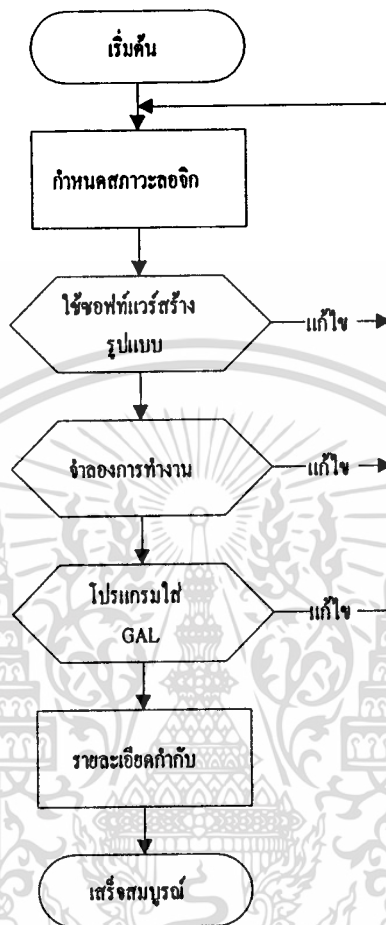 เริ่มต้น
กำหนดสภาวะลอจิก
ใช้ซอฟท์แวร์สร้าง
รูปแบบ
แก้ไข
จำลองการทำงาน
แก้ไข
โปรแกรมใส่
GAL
แก้ไข
รายละเอียดกำกับ
เสร็จสมบูรณ์